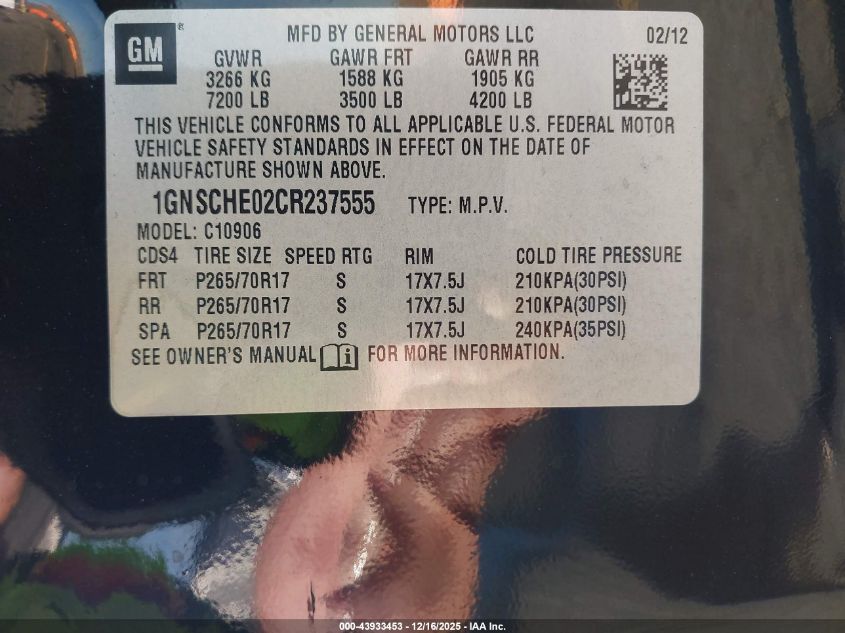 GM®
MFD BY GENERAL MOTORS LLC 02/12
GVWR GAWR FRT GAWR RR
3266 KG 1588 KG 1905 KG
7200 LB 3500 LB 4200 LB
THIS VEHICLE CONFORMS TO ALL APPLICABLE U.S. FEDERAL MOTOR
VEHICLE SAFETY STANDARDS IN EFFECT ON THE DATE OF
MANUFACTURE SHOWN ABOVE.
1GNSCHE02CR237555 TYPE: M.P.V.
MODEL: C10906
CDS4 TIRE SIZE SPEED RTG RIM COLD TIRE PRESSURE
FRT P265/70R17 S 17X7.5J 210KPA(30PSI)
RR P265/70R17 S 17X7.5J 210KPA(30PSI)
SPA P265/70R17 S 17X7.5J 240KPA(35PSI)
SEE OWNER'S MANUAL FOR MORE INFORMATION.
000-43933453 - 12/16/2025 - IAA Inc.